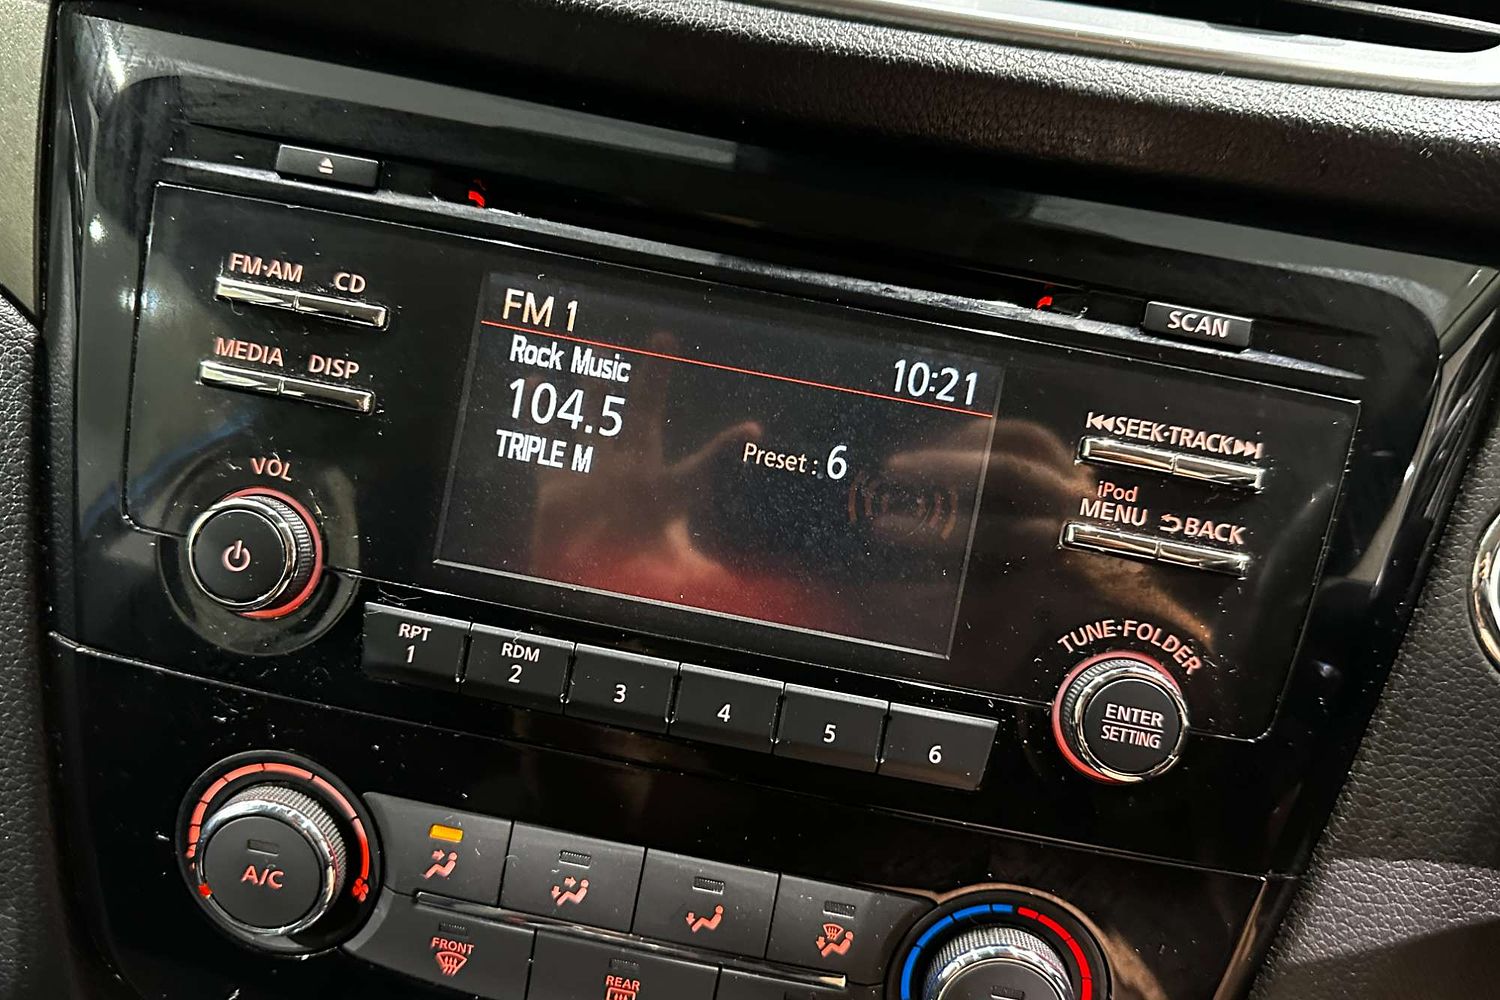 FM·AM CD
MEDIA DISP
VOL
FM 1
10:21
Rock Music
104.5
TRIPLE M
Preset : 6
SCAN
SEEK·TRACK
iPod
MENU BACK
TUNE·FOLDER
ENTER
SETTING
RPT
1
RDM
2
3
4
5
6
A/C
FRONT
REAR